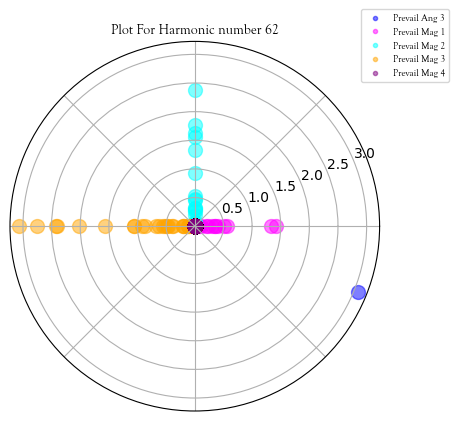 Plot For Harmonic number 62
Prevail Ang 3
Prevail Mag 1
Prevail Mag 2
Prevail Mag 3
Prevail Mag 4
3.0
2.5
2.0
1.5
1.0
0.5